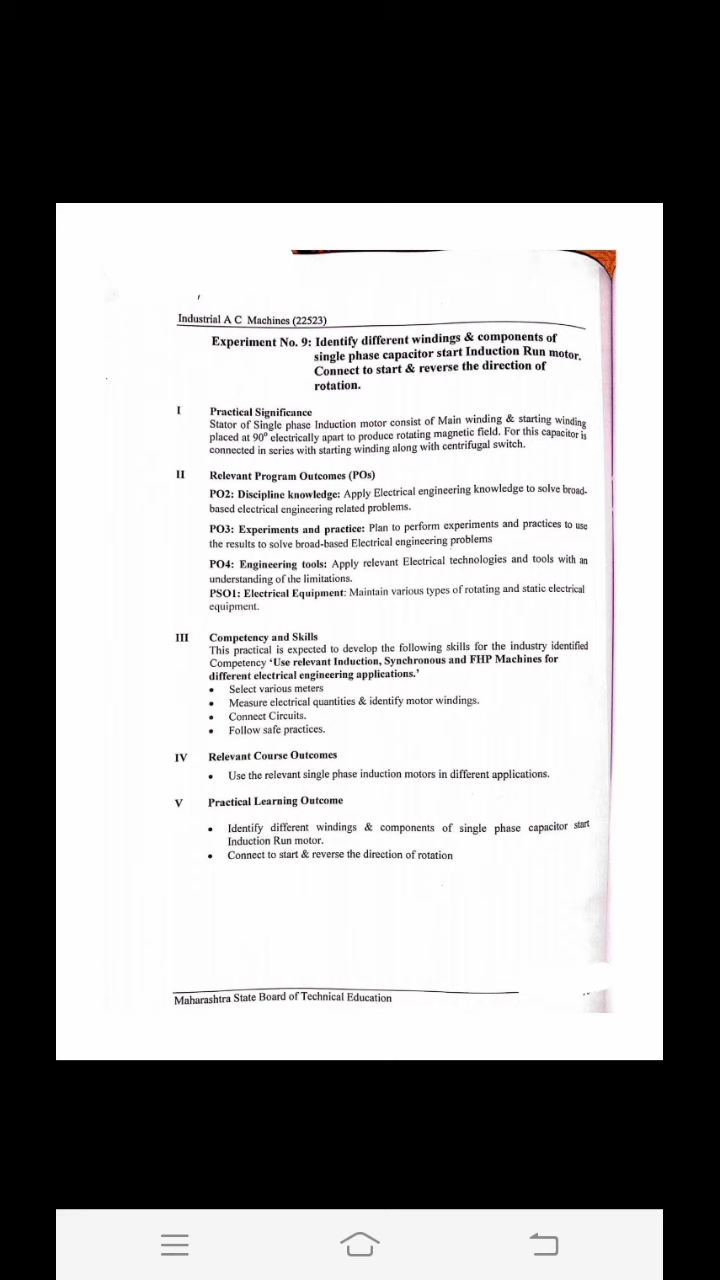 Industrial A C Machines (22523)
Experiment No. 9: Identify different windings & components of
single phase capacitor start Induction Run motor.
Connect to start & reverse the direction of
rotation.
I Practical Significance
Stator of Single phase Induction motor consist of Main winding & starting winding
placed at 90° electrically apart to produce rotating magnetic field. For this capacitor is
connected in series with starting winding along with centrifugal switch.
II Relevant Program Outcomes (POs)
PO2: Discipline knowledge: Apply Electrical engineering knowledge to solve broad-
based electrical engineering related problems.
PO3: Experiments and practice: Plan to perform experiments and practices to use
the results to solve broad-based Electrical engineering problems
PO4: Engineering tools: Apply relevant Electrical technologies and tools with an
understanding of the limitations.
PSO1: Electrical Equipment: Maintain various types of rotating and static electrical
equipment.
III Competency and Skills
This practical is expected to develop the following skills for the industry identified
Competency ‘Use relevant Induction, Synchronous and FHP Machines for
different electrical engineering applications.’
• Select various meters
• Measure electrical quantities & identify motor windings.
• Connect Circuits.
• Follow safe practices.
IV Relevant Course Outcomes
• Use the relevant single phase induction motors in different applications.
V Practical Learning Outcome
• Identify different windings & components of single phase capacitor start
Induction Run motor.
• Connect to start & reverse the direction of rotation
Maharashtra State Board of Technical Education